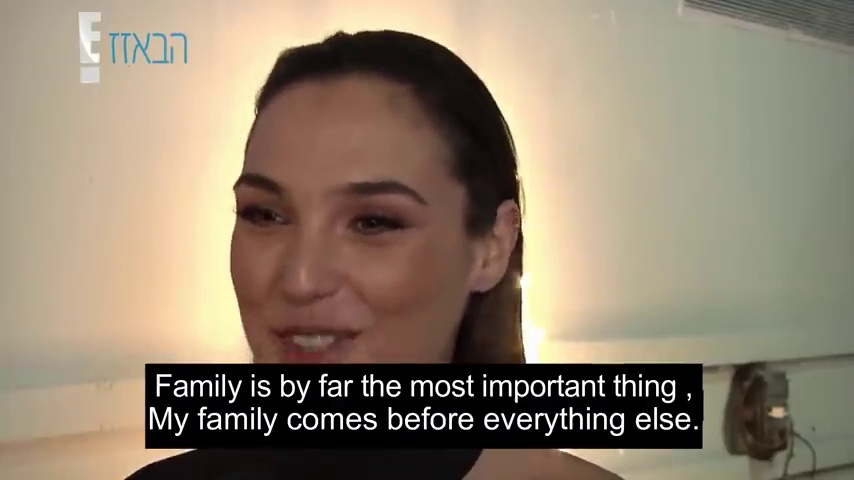 E!
הבאזז
Family is by far the most important thing ,
My family comes before everything else.